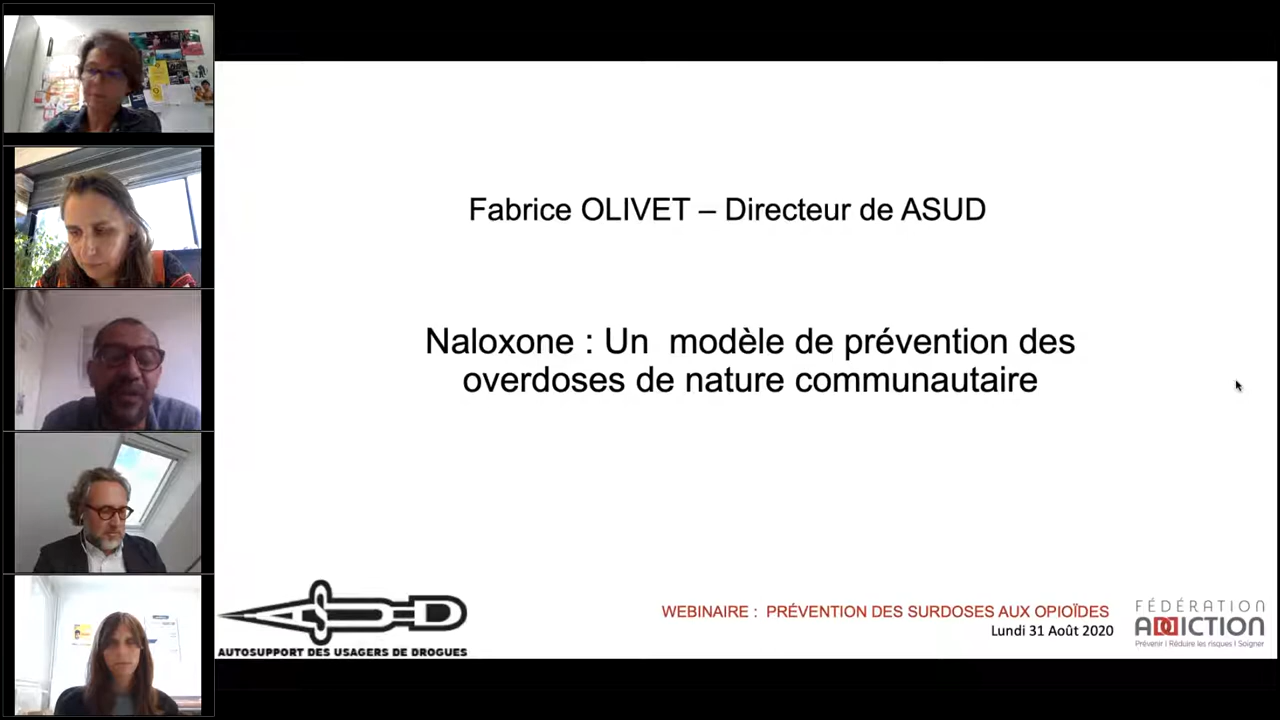 Fabrice OLIVET – Directeur de ASUD
Naloxone : Un  modèle de prévention des
overdoses de nature communautaire
ASUD
AUTOSUPPORT DES USAGERS DE DROGUES
WEBINAIRE :  PRÉVENTION DES SURDOSES AUX OPIOÏDES
Lundi 31 Août 2020
FÉDÉRATION
ADDICTION
Prévenir I Réduire les risques I Soigner